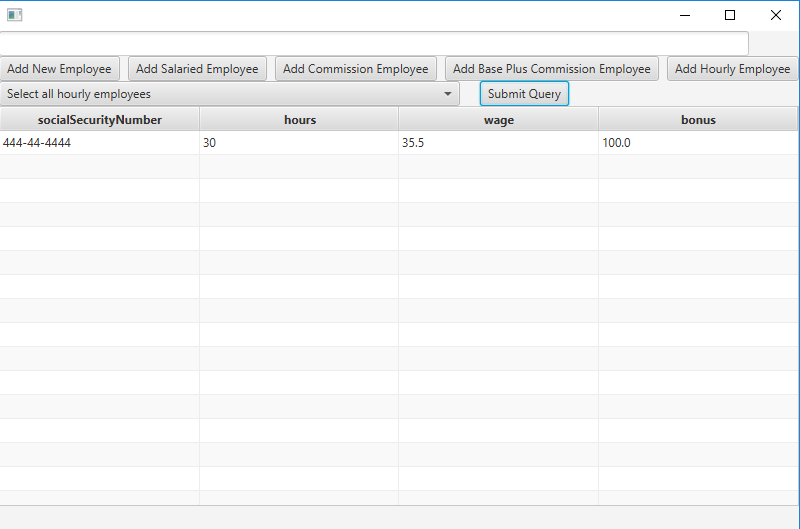 Add New Employee Add Salaried Employee Add Commission Employee Add Base Plus Commission Employee Add Hourly Employee
Select all hourly employees Submit Query
socialSecurityNumber hours wage bonus
444-44-4444 30 35.5 100.0